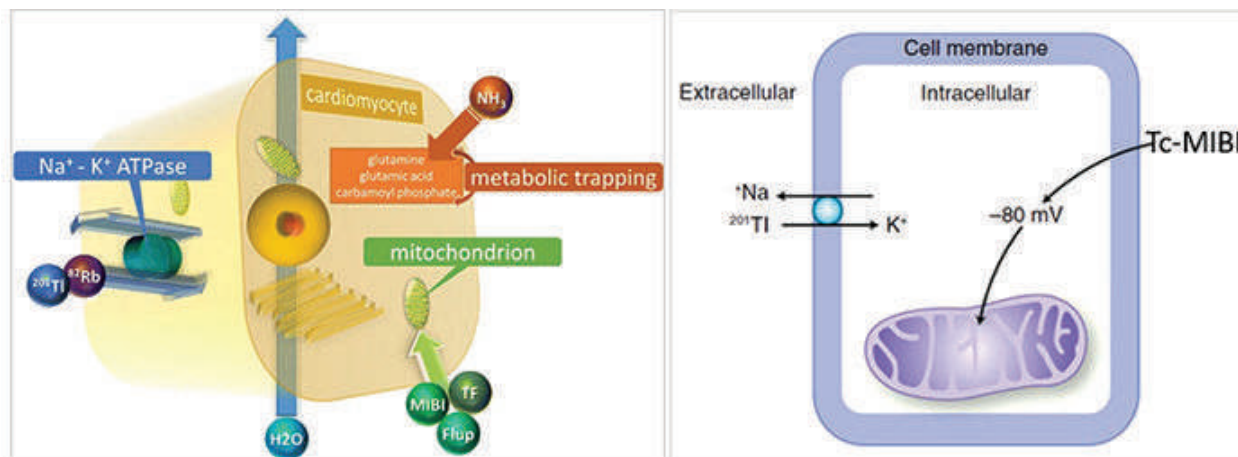 cardiomyocyte
NH₃
Na⁺ - K⁺ ATPase
glutamine
glutamic acid
carbamoyl phosphate
metabolic trapping
mitochondrion
²⁰¹Tl
⁸²Rb
MIBI
TF
Flup
H2O
Cell membrane
Extracellular
Intracellular
Tc-MIBI
⁺Na
–80 mV
²⁰¹Tl
K⁺